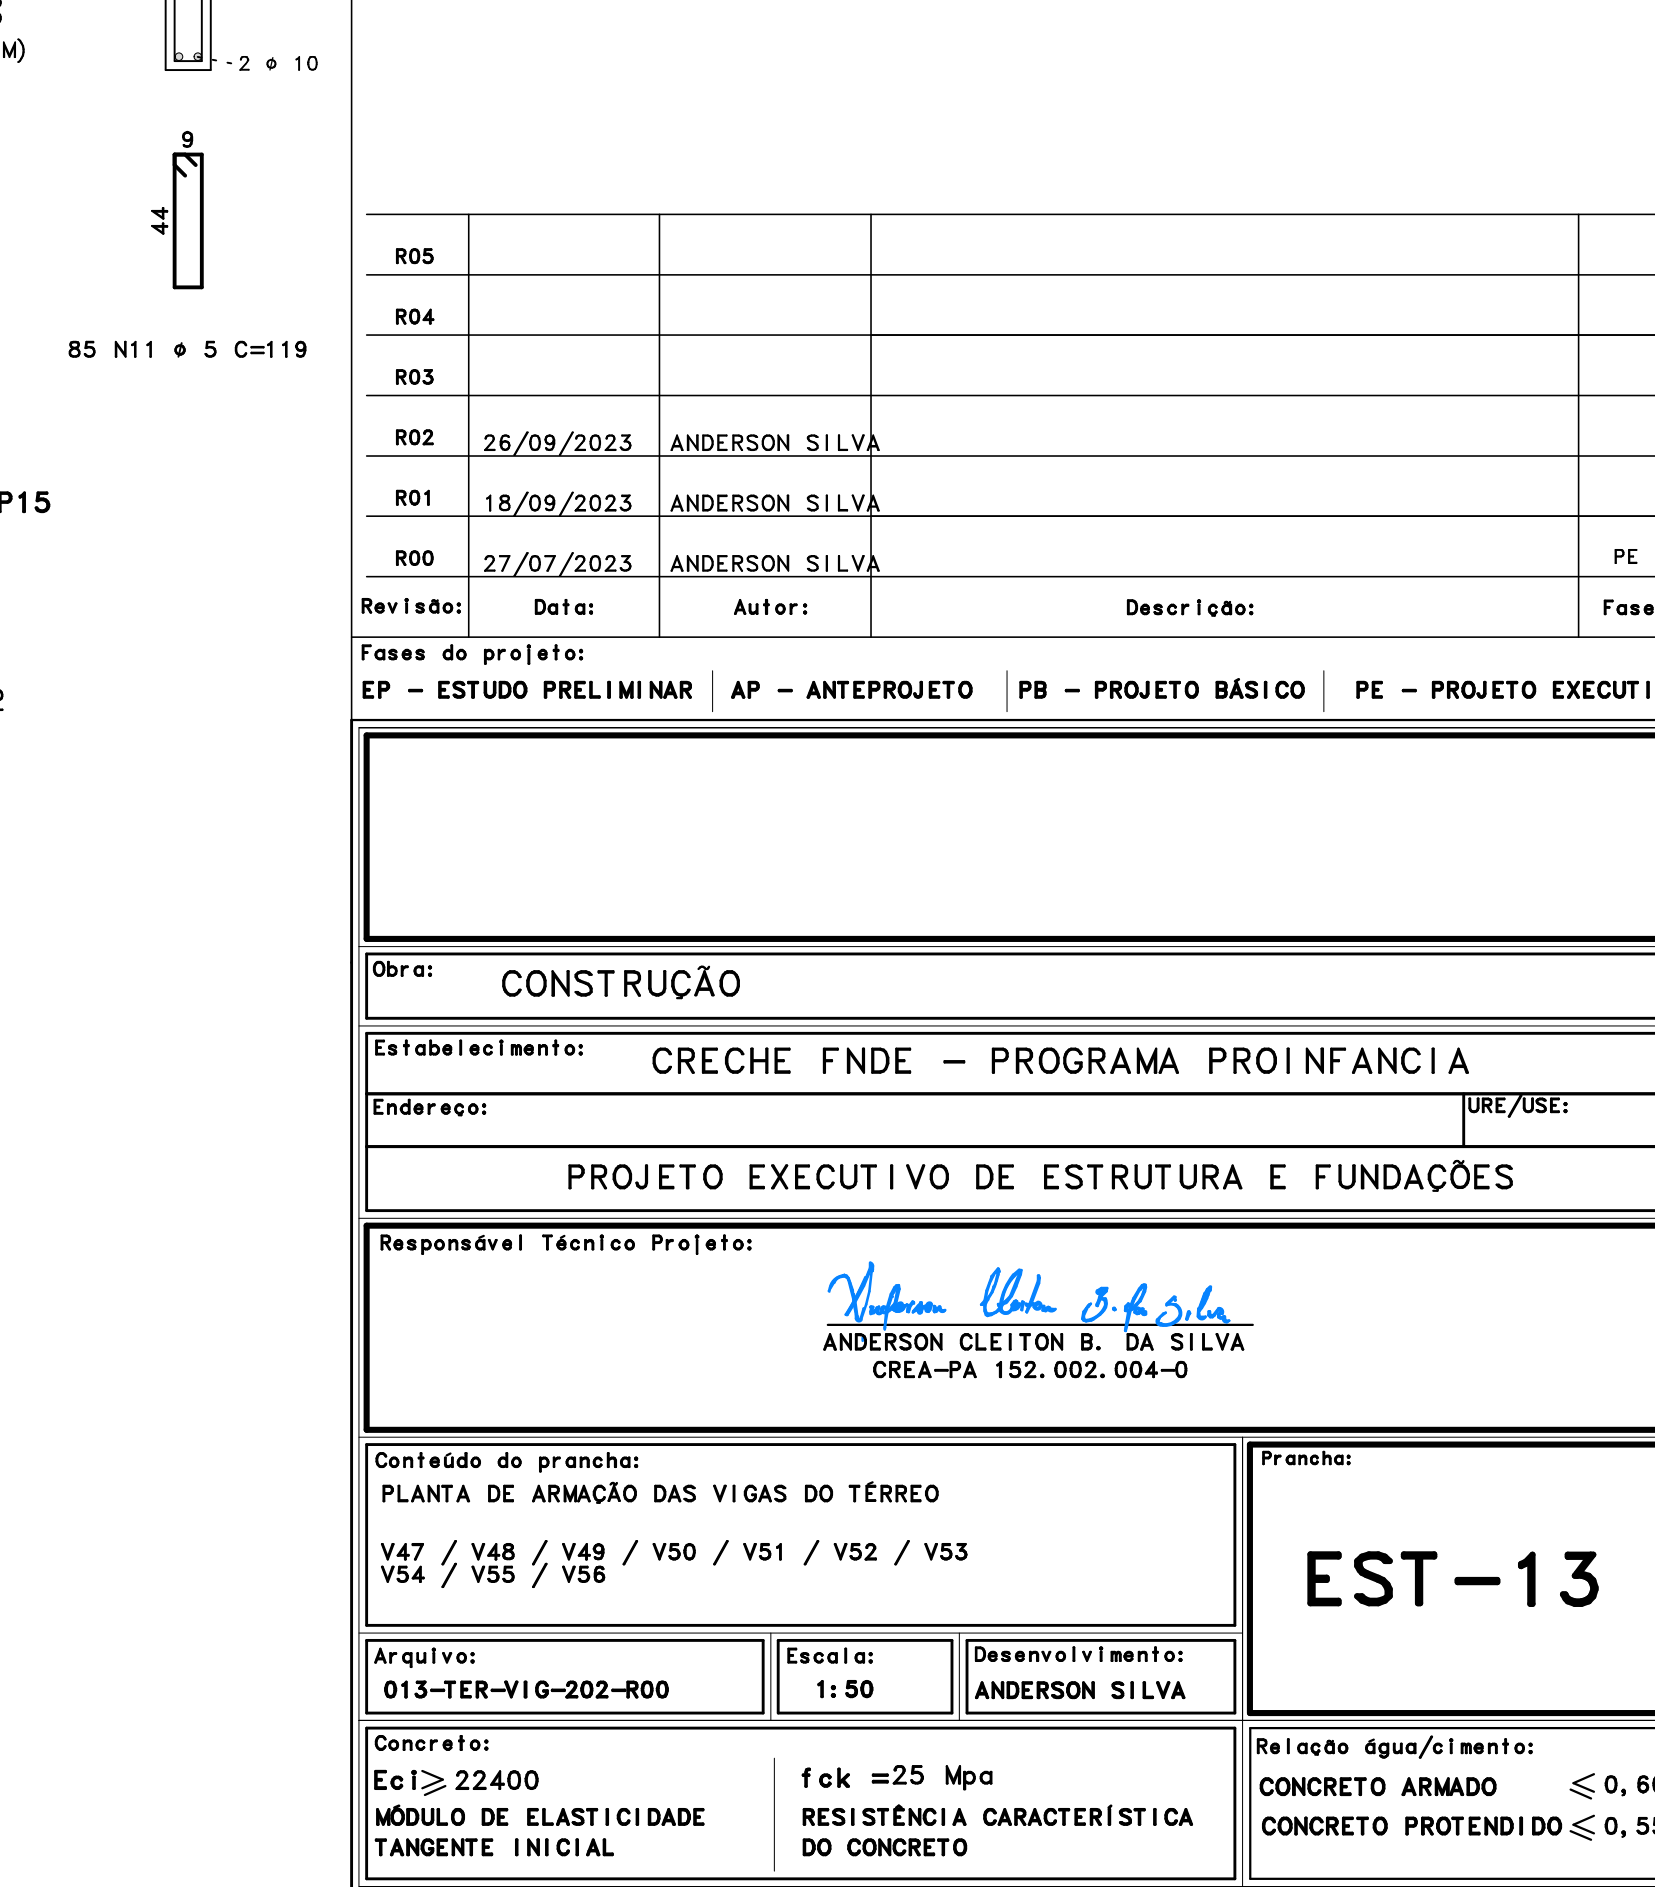 M)
2 ø 10
9
44
85 N11 ø 5 C=119
P15
R05
R04
R03
R02 26/09/2023 ANDERSON SILVA
R01 18/09/2023 ANDERSON SILVA
R00 27/07/2023 ANDERSON SILVA PE
Revisão: Data: Autor: Descrição: Fase
Fases do projeto:
EP – ESTUDO PRELIMINAR AP – ANTEPROJETO PB – PROJETO BÁSICO PE – PROJETO EXECUTI
Obra: CONSTRUÇÃO
Estabelecimento: CRECHE FNDE – PROGRAMA PROINFANCIA
Endereço: URE/USE:
PROJETO EXECUTIVO DE ESTRUTURA E FUNDAÇÕES
Responsável Técnico Projeto:
Anderson Cleiton B. da Silva
ANDERSON CLEITON B. DA SILVA
CREA–PA 152.002.004–0
Conteúdo do prancha:
PLANTA DE ARMAÇÃO DAS VIGAS DO TÉRREO
V47 / V48 / V49 / V50 / V51 / V52 / V53
V54 / V55 / V56
Prancha:
EST–13
Arquivo:
013–TER–VIG–202–R00
Escala:
1:50
Desenvolvimento:
ANDERSON SILVA
Concreto:
Eci⩾ 22400
MÓDULO DE ELASTICIDADE
TANGENTE INICIAL
fck =25 Mpa
RESISTÊNCIA CARACTERÍSTICA
DO CONCRETO
Relação água/cimento:
CONCRETO ARMADO ⩽ 0,60
CONCRETO PROTENDIDO ⩽ 0,55